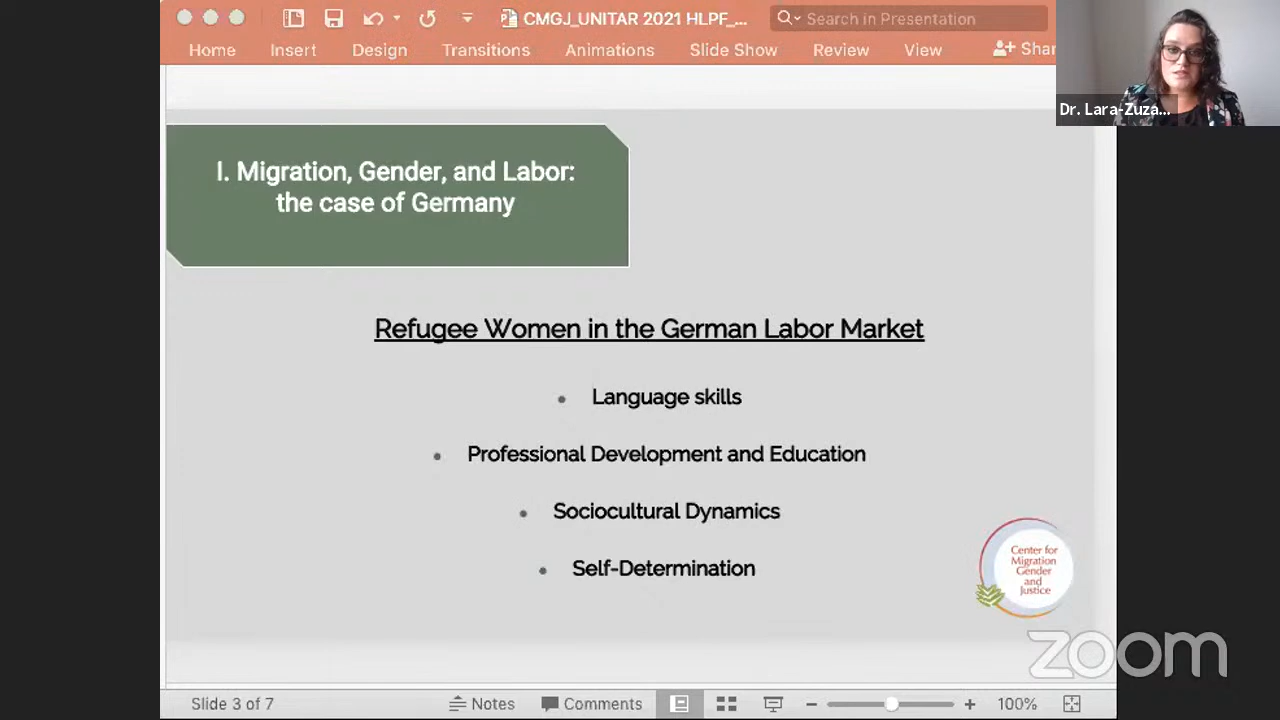 CMGJ_UNITAR 2021 HLPF_...
Search in Presentation
Home Insert Design Transitions Animations Slide Show Review View Shar
Dr. Lara-Zuza...
I. Migration, Gender, and Labor:
the case of Germany
Refugee Women in the German Labor Market
• Language skills
• Professional Development and Education
• Sociocultural Dynamics
• Self-Determination
Center for
Migration
Gender
and
Justice
zoom
Slide 3 of 7 Notes Comments 100%